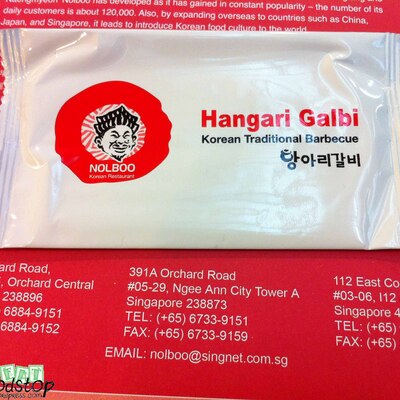 Nolboo has developed as it has gained in constant popularity – the number of its
daily customers is about 120,000. Also, by expanding overseas to countries such as China,
Japan, and Singapore, it leads to introduce Korean food culture to the world.
NOLBOO
Korean Restaurant
Hangari Galbi
Korean Traditional Barbecue
항아리갈비
ard Road,
, Orchard Central
238896
6884-9151
6884-9152
391A Orchard Road
#05-29, Ngee Ann City Tower A
Singapore 238873
TEL: (+65) 6733-9151
FAX: (+65) 6733-9159
EMAIL: nolboo@singnet.com.sg
112 East Co
#03-06, I12
Singapore 4
TEL: (+65)
FAX: (+65)